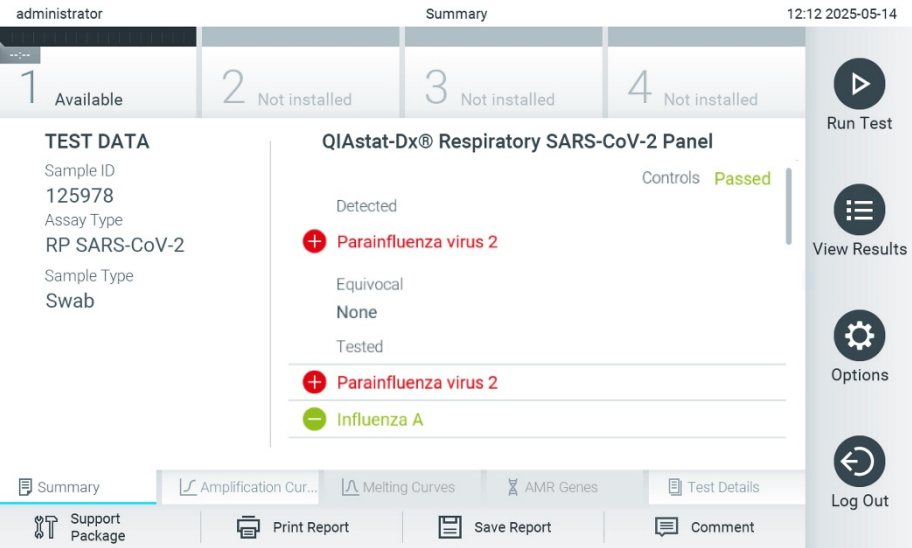 administrator
Summary
12:12 2025-05-14
--:--
1 Available
2 Not installed
3 Not installed
4 Not installed
Run Test
View Results
Options
Log Out
TEST DATA
Sample ID
125978
Assay Type
RP SARS-CoV-2
Sample Type
Swab
QIAstat-Dx® Respiratory SARS-CoV-2 Panel
Controls Passed
Detected
Parainfluenza virus 2
Equivocal
None
Tested
Parainfluenza virus 2
Influenza A
Summary
Amplification Cur...
Melting Curves
AMR Genes
Test Details
Support
Package
Print Report
Save Report
Comment